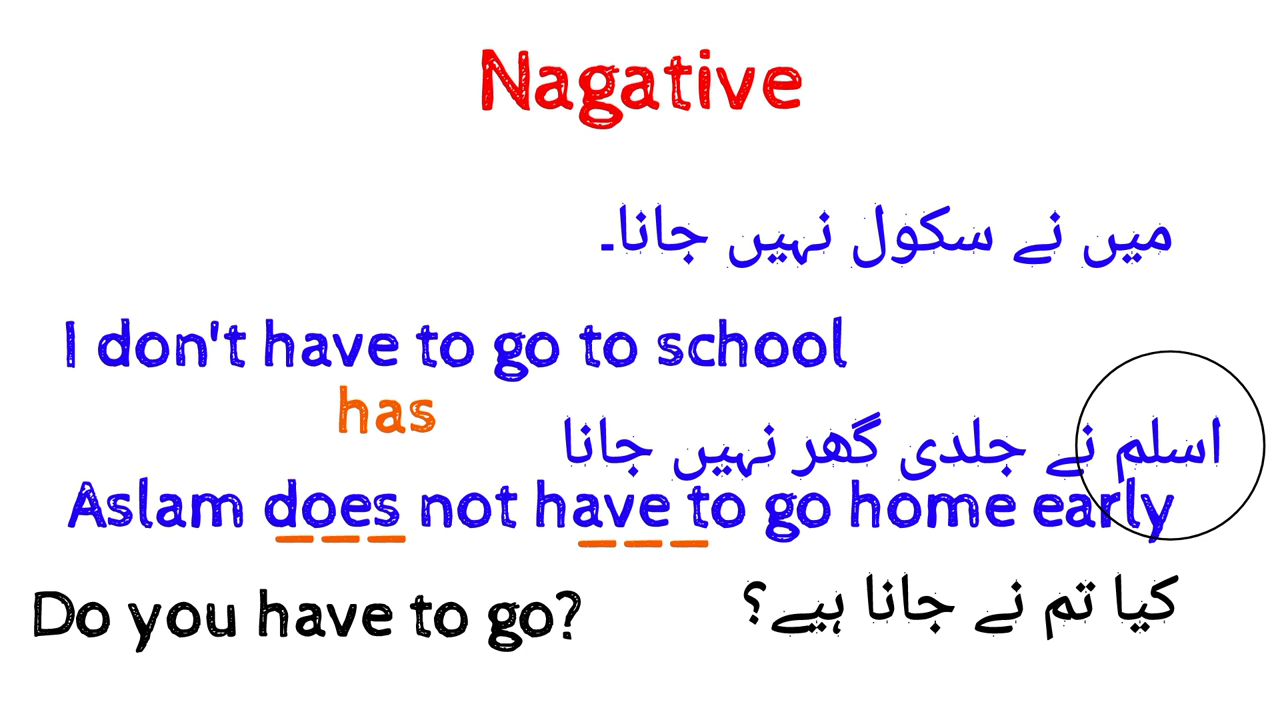 Nagative
میں نے سکول نہیں جانا۔
I don't have to go to school
has
اسلم نے جلدی گھر نہیں جانا
Aslam does not have to go home early
Do you have to go?
کیا تم نے جانا ہیے؟